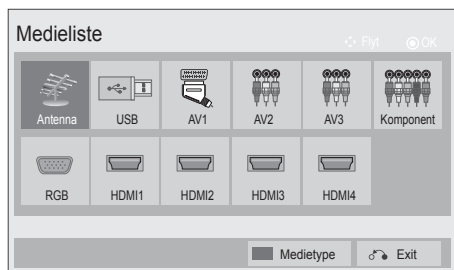 Medieliste
Flyt OK
Antenna USB AV1 AV2 AV3 Komponent
RGB HDMI1 HDMI2 HDMI3 HDMI4
Medietype Exit